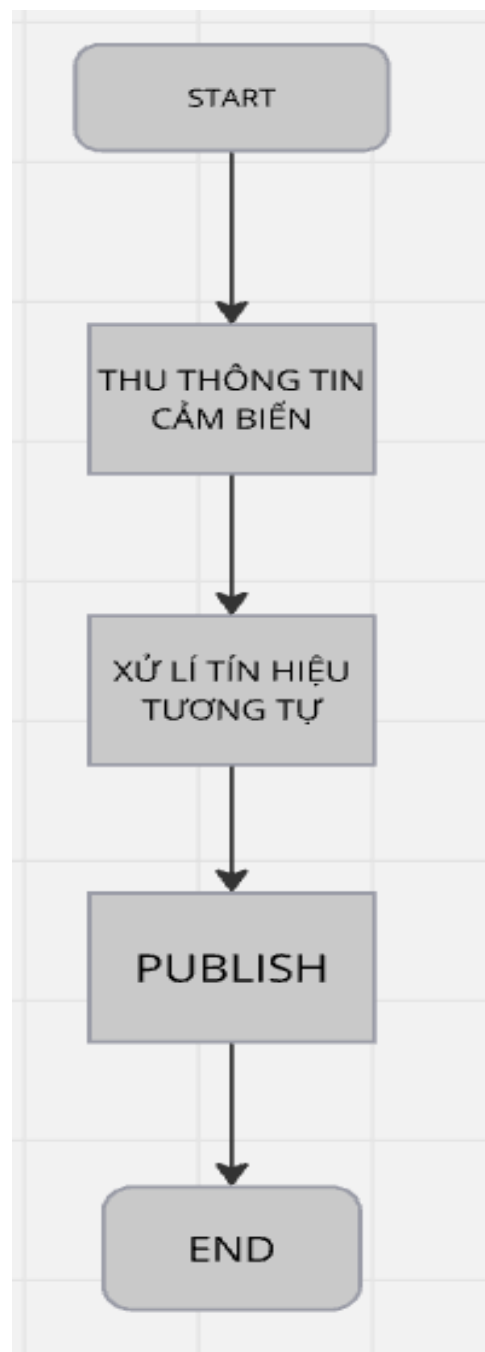 START
THU THÔNG TIN
CẢM BIẾN
XỬ LÍ TÍN HIỆU
TƯƠNG TỰ
PUBLISH
END